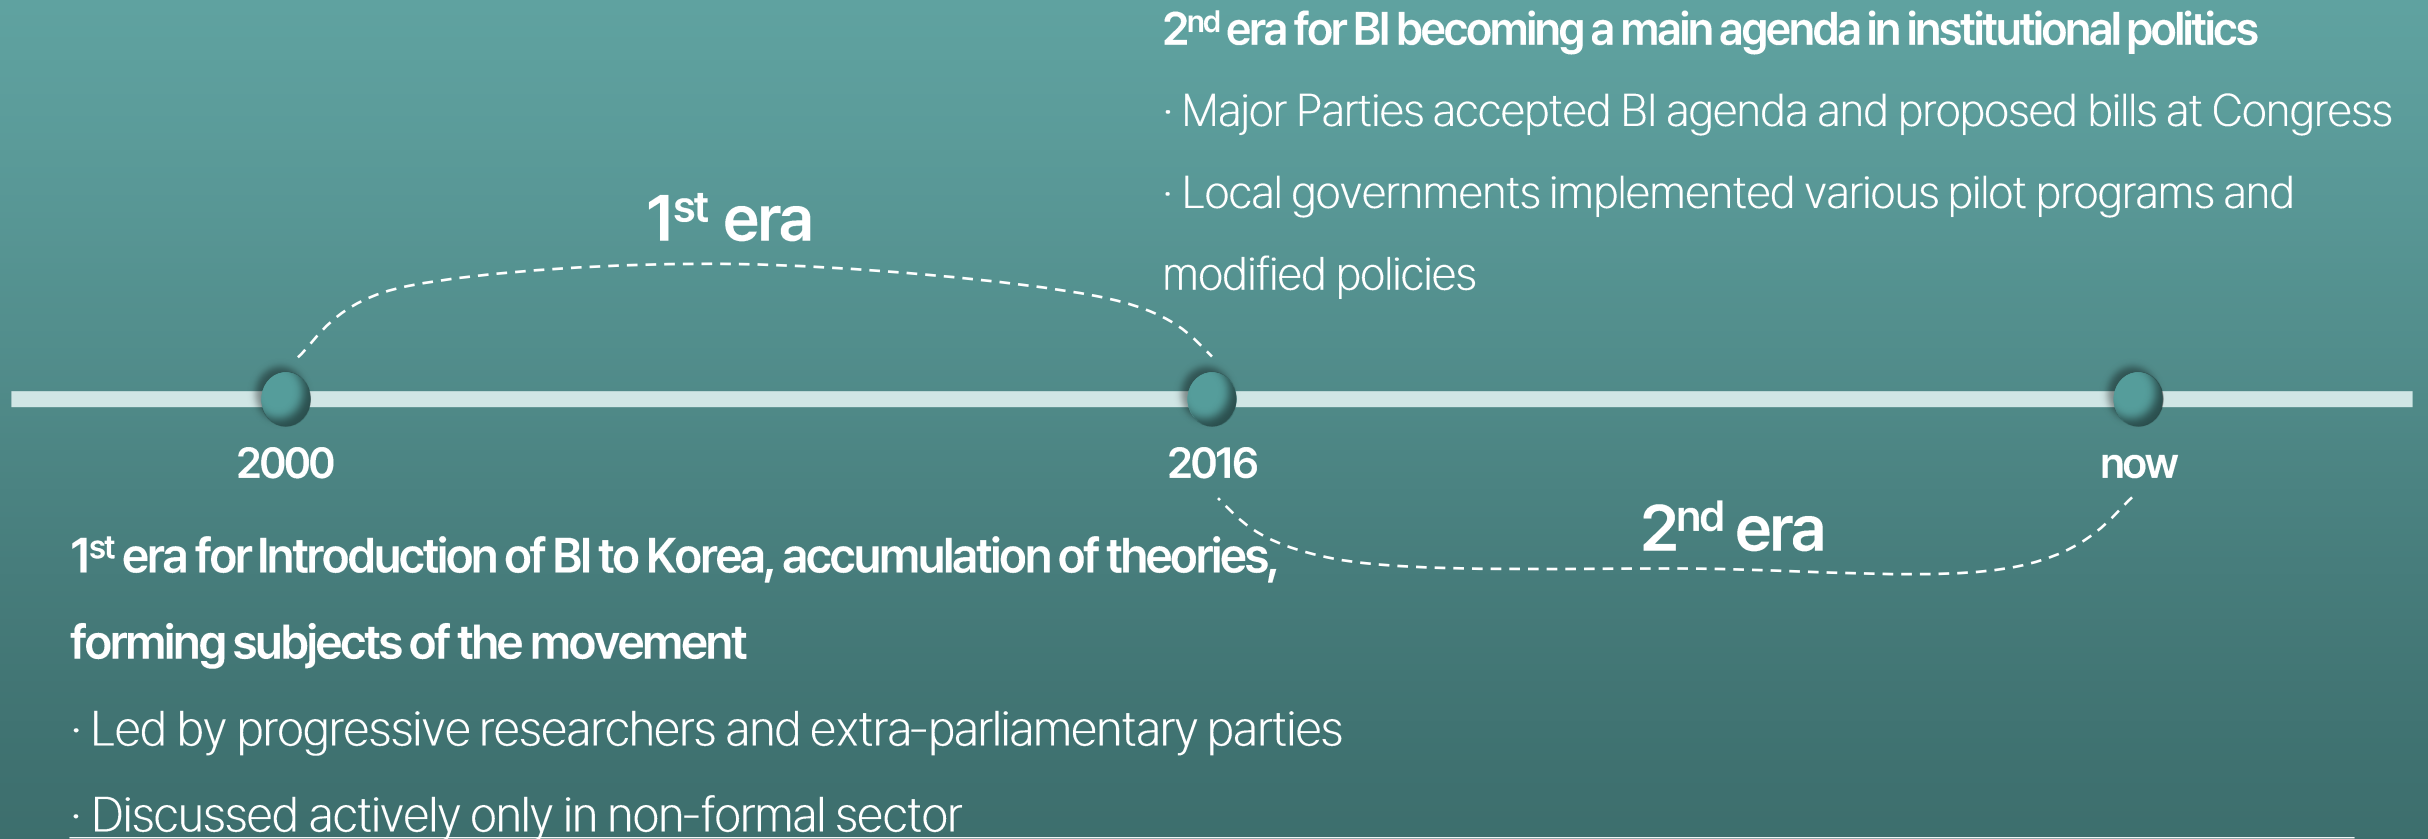 2nd era for BI becoming a main agenda in institutional politics
· Major Parties accepted BI agenda and proposed bills at Congress
· Local governments implemented various pilot programs and
modified policies
1st era
2000
2016
now
2nd era
1st era for Introduction of BI to Korea, accumulation of theories,
forming subjects of the movement
· Led by progressive researchers and extra-parliamentary parties
· Discussed actively only in non-formal sector